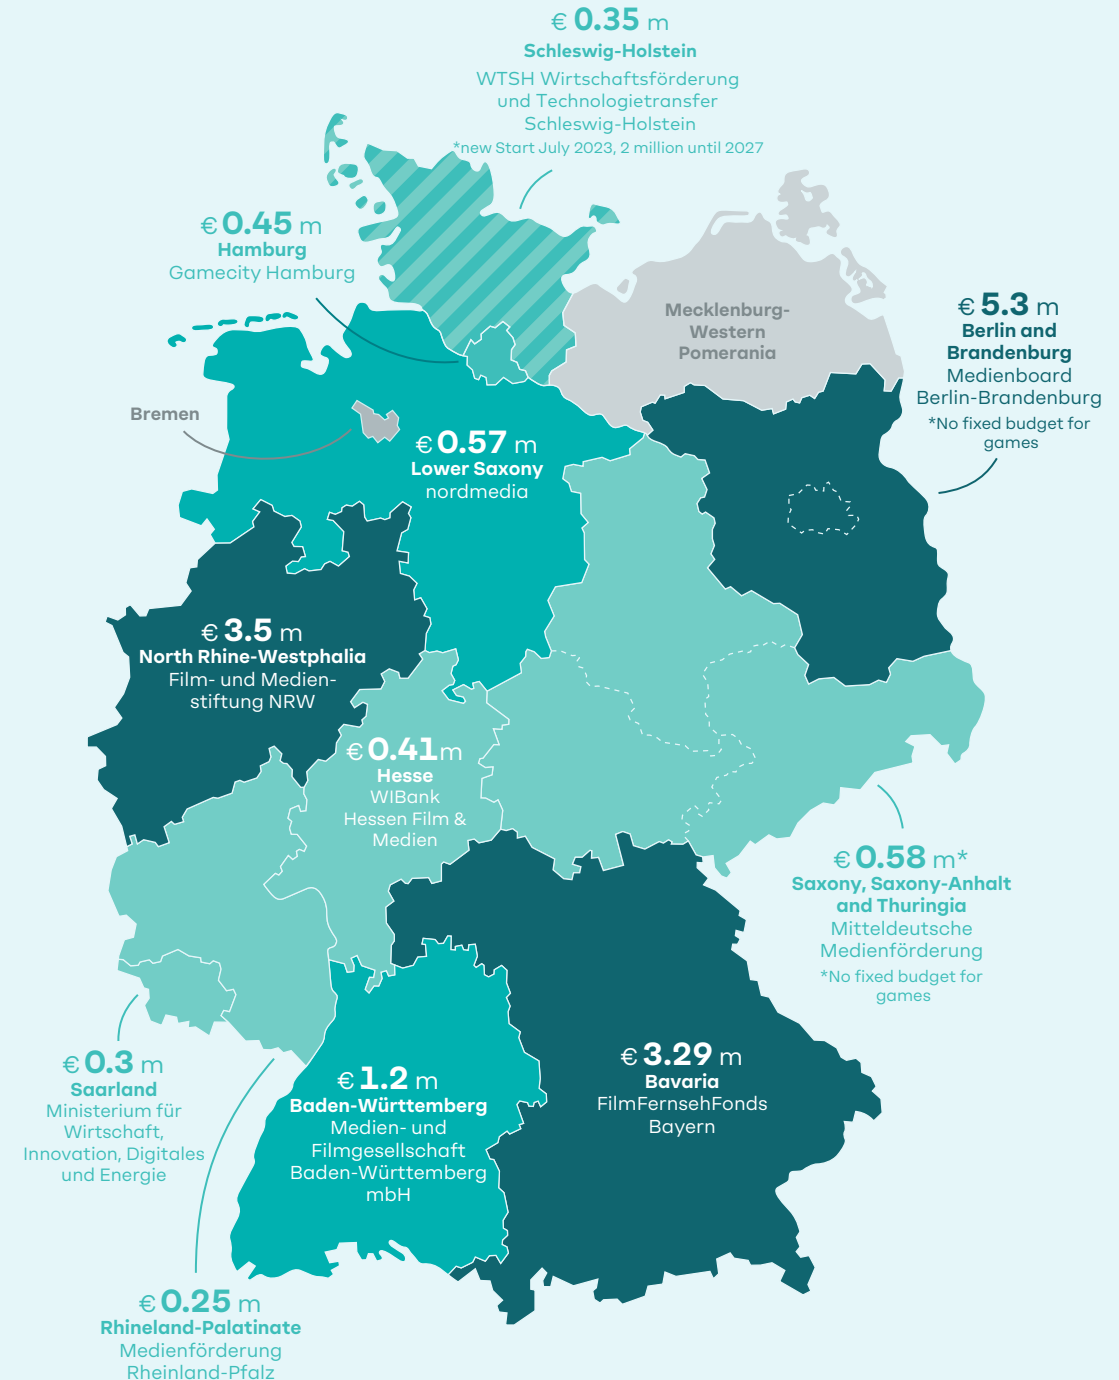 € 0.35 m
Schleswig-Holstein
WTSH Wirtschaftsförderung
und Technologietransfer
Schleswig-Holstein
*new Start July 2023, 2 million until 2027
€ 0.45 m
Hamburg
Gamecity Hamburg
Mecklenburg-
Western
Pomerania
€ 5.3 m
Berlin and
Brandenburg
Medienboard
Berlin-Brandenburg
*No fixed budget for
games
Bremen
€ 0.57 m
Lower Saxony
nordmedia
€ 3.5 m
North Rhine-Westphalia
Film- und Medien-
stiftung NRW
€ 0.41 m
Hesse
WIBank
Hessen Film &
Medien
€ 0.58 m*
Saxony, Saxony-Anhalt
and Thuringia
Mitteldeutsche
Medienförderung
*No fixed budget for
games
€ 0.3 m
Saarland
Ministerium für
Wirtschaft,
Innovation, Digitales
und Energie
€ 1.2 m
Baden-Württemberg
Medien- und
Filmgesellschaft
Baden-Württemberg
mbH
€ 3.29 m
Bavaria
FilmFernsehFonds
Bayern
€ 0.25 m
Rhineland-Palatinate
Medienförderung
Rheinland-Pfalz